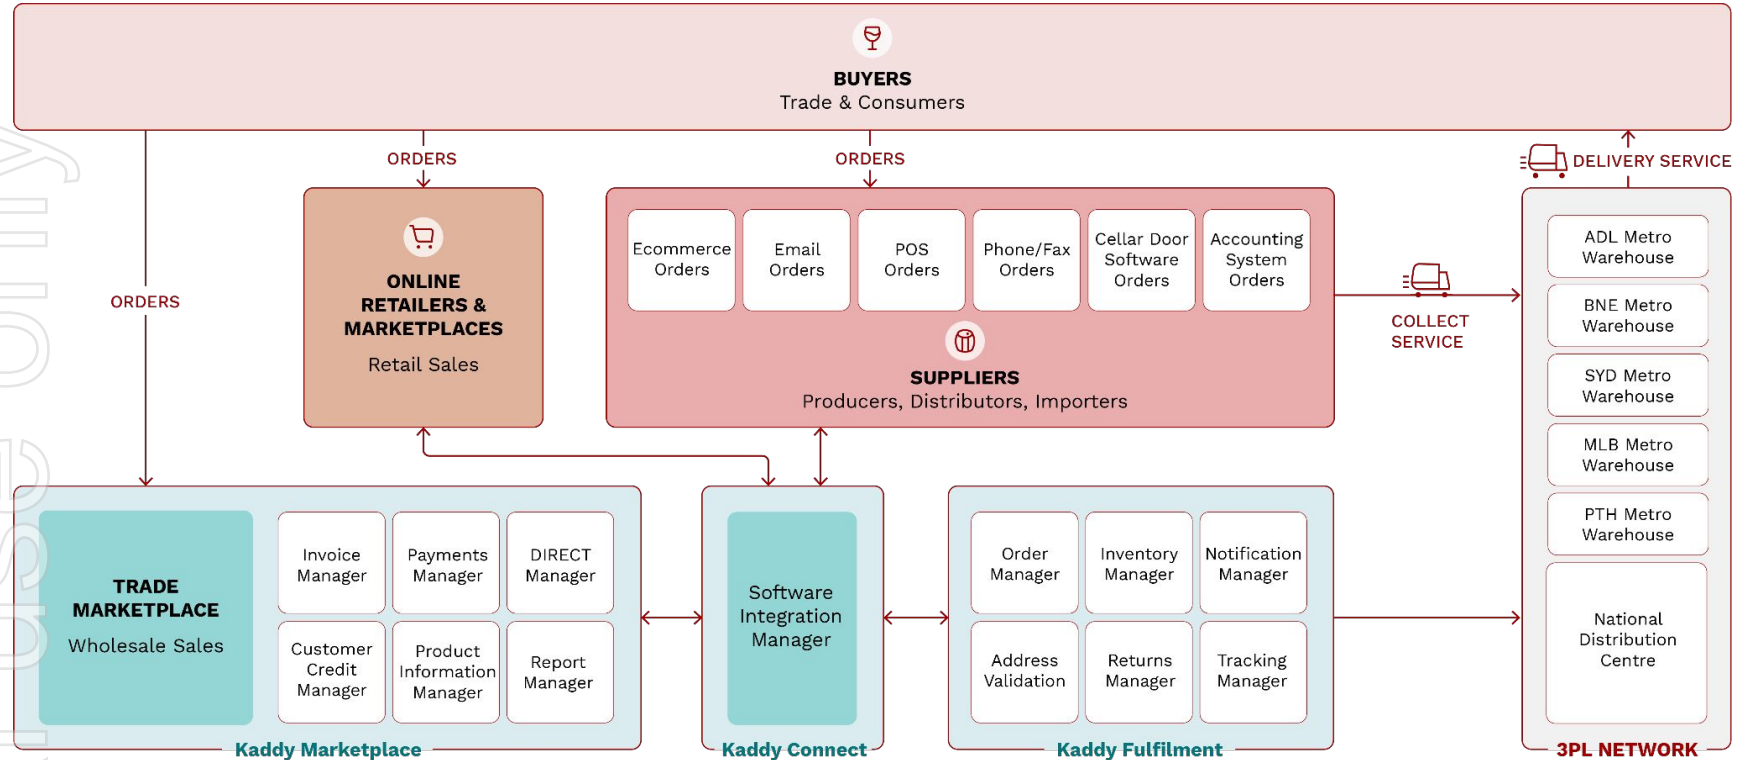 BUYERS
Trade & Consumers
ORDERS
ORDERS
ORDERS
DELIVERY SERVICE
ONLINE
RETAILERS &
MARKETPLACES
Retail Sales
Ecommerce
Orders
Email
Orders
POS
Orders
Phone/Fax
Orders
Cellar Door
Software
Orders
Accounting
System
Orders
SUPPLIERS
Producers, Distributors, Importers
COLLECT
SERVICE
ADL Metro
Warehouse
BNE Metro
Warehouse
SYD Metro
Warehouse
MLB Metro
Warehouse
PTH Metro
Warehouse
National
Distribution
Centre
3PL NETWORK
TRADE
MARKETPLACE
Wholesale Sales
Invoice
Manager
Payments
Manager
DIRECT
Manager
Customer
Credit
Manager
Product
Information
Manager
Report
Manager
Kaddy Marketplace
Software
Integration
Manager
Kaddy Connect
Order
Manager
Inventory
Manager
Notification
Manager
Address
Validation
Returns
Manager
Tracking
Manager
Kaddy Fulfilment
use only